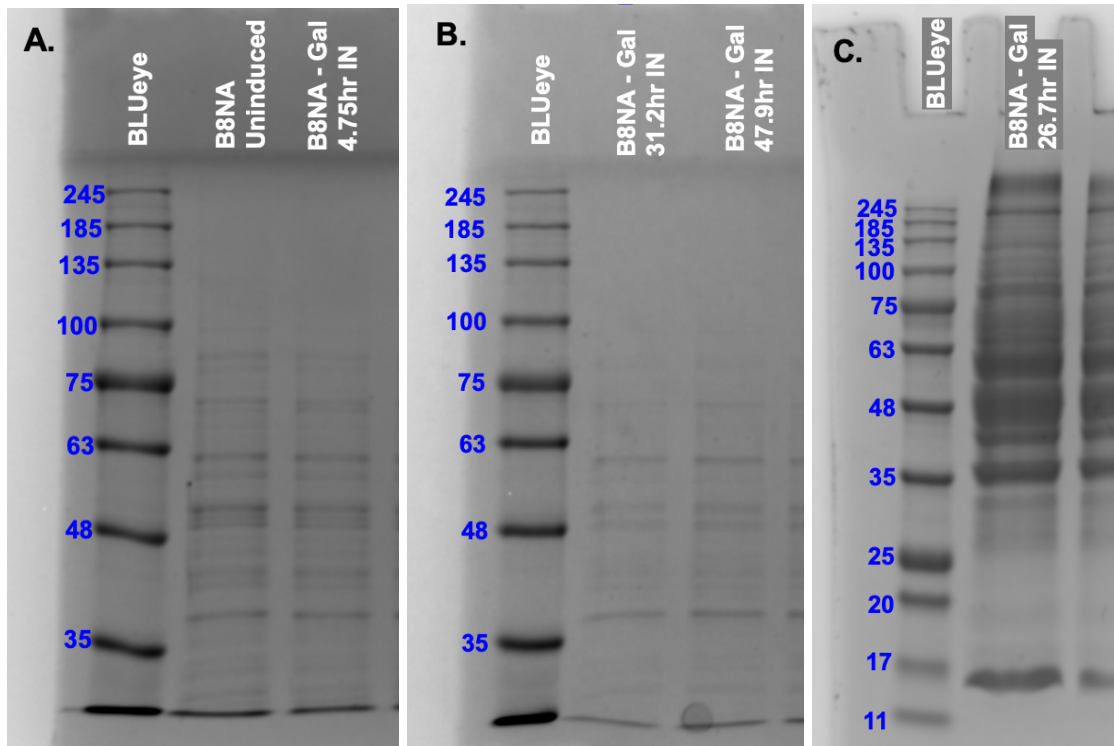 A.
BLUeye
B8NA
Uninduced
B8NA - Gal
4.75hr IN
245
185
135
100
75
63
48
35
B.
BLUeye
B8NA - Gal
31.2hr IN
B8NA - Gal
47.9hr IN
245
185
135
100
75
63
48
35
C.
BLUeye
B8NA - Gal
26.7hr IN
245
185
135
100
75
63
48
35
25
20
17
11